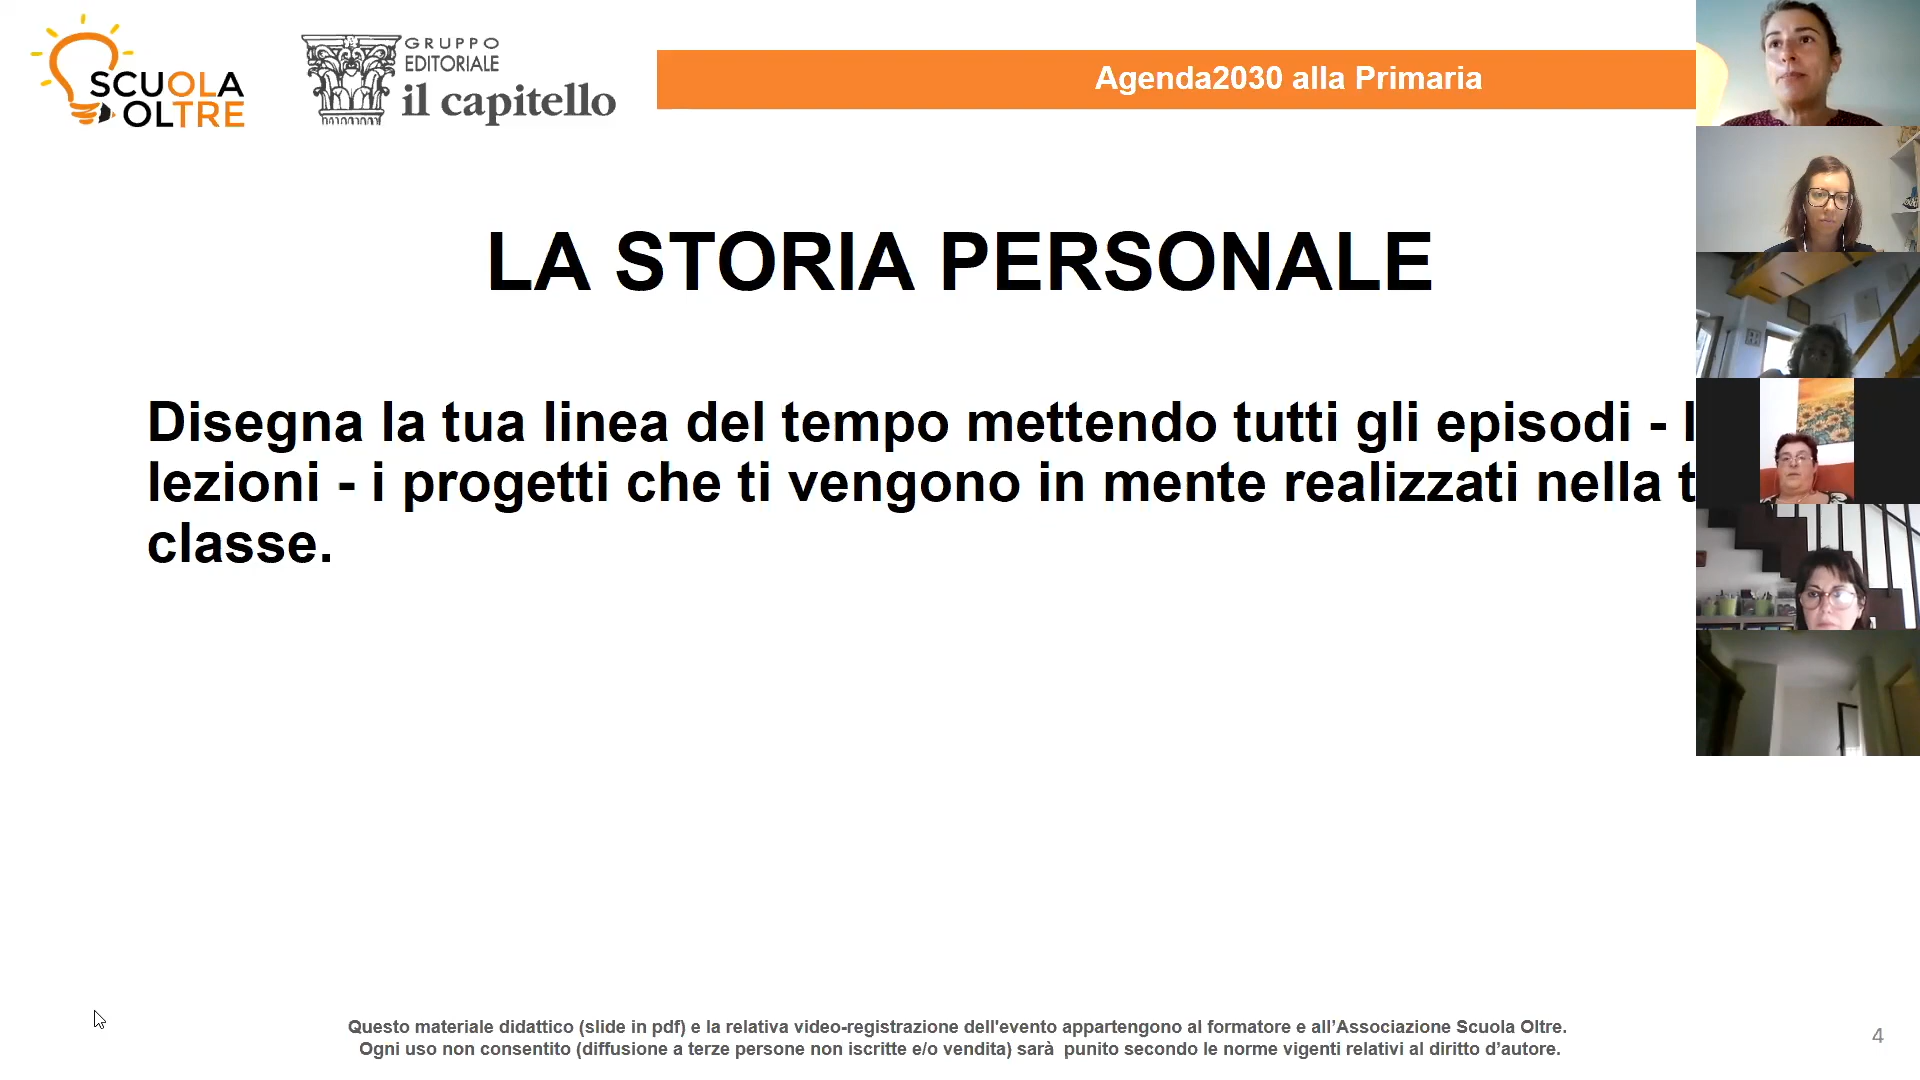 SCUOLA
OLTRE
GRUPPO
EDITORIALE
il capitello
Agenda2030 alla Primaria
LA STORIA PERSONALE
Disegna la tua linea del tempo mettendo tutti gli episodi -
lezioni - i progetti che ti vengono in mente realizzati nella
classe.
Questo materiale didattico (slide in pdf) e la relativa video-registrazione dell'evento appartengono al formatore e all’Associazione Scuola Oltre.
Ogni uso non consentito (diffusione a terze persone non iscritte e/o vendita) sarà punito secondo le norme vigenti relativi al diritto d’autore.
4